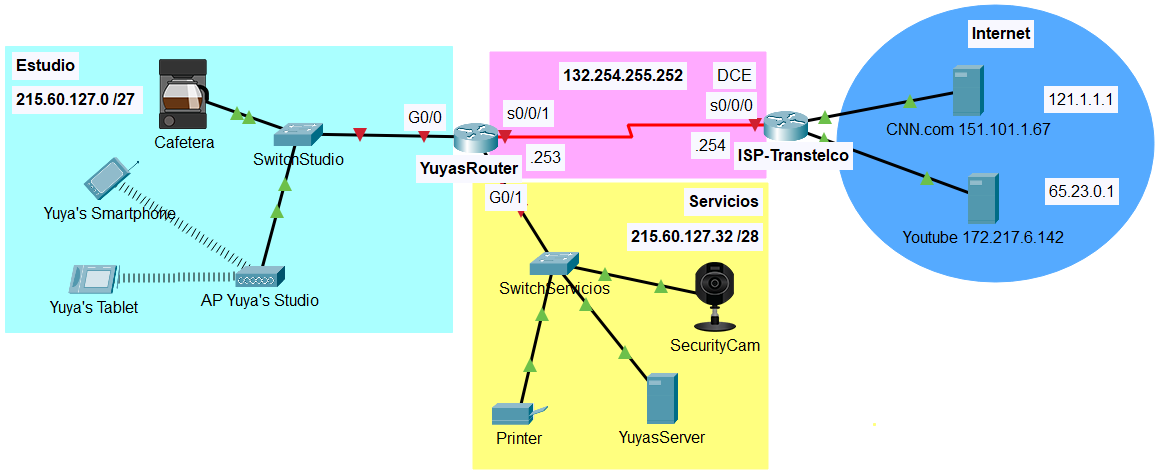 Estudio
215.60.127.0 /27
Cafetera
SwitchStudio
Yuya's Smartphone
Yuya's Tablet
AP Yuya's Studio
G0/0
132.254.255.252
DCE
s0/0/1
s0/0/0
.253
.254
YuyasRouter
ISP-Transtelco
G0/1
Servicios
215.60.127.32 /28
SwitchServicios
SecurityCam
Printer
YuyasServer
Internet
121.1.1.1
CNN.com 151.101.1.67
65.23.0.1
Youtube 172.217.6.142